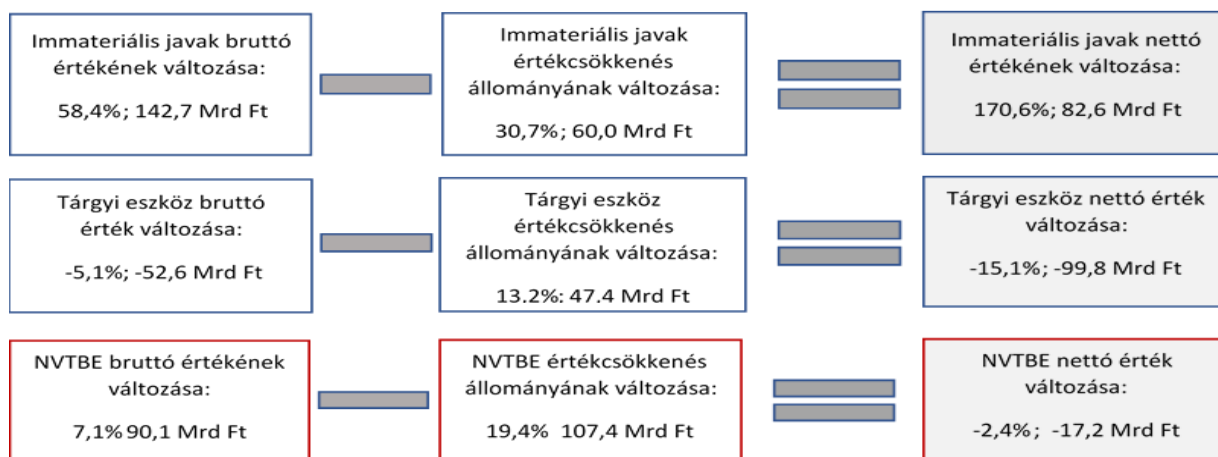 Immateriális javak bruttó
értékének változása:
58,4%; 142,7 Mrd Ft
Immateriális javak
értékcsökkenés
állományának változása:
30,7%; 60,0 Mrd Ft
Immateriális javak nettó
értékének változása:
170,6%; 82,6 Mrd Ft
Tárgyi eszköz bruttó
érték változása:
-5,1%; -52,6 Mrd Ft
Tárgyi eszköz
értékcsökkenés
állományának változása:
13.2%: 47.4 Mrd Ft
Tárgyi eszköz nettó érték
változása:
-15,1%; -99,8 Mrd Ft
NVTBE bruttó értékének
változása:
7,1% 90,1 Mrd Ft
NVTBE értékcsökkenés
állományának változása:
19,4% 107,4 Mrd Ft
NVTBE nettó érték
változása:
-2,4%; -17,2 Mrd Ft